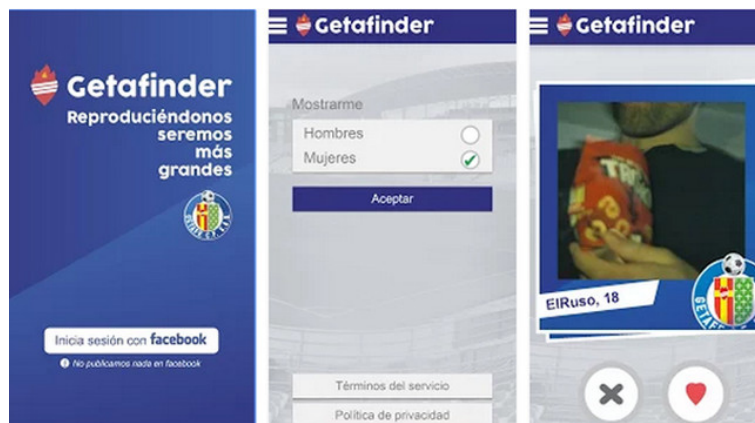 Getafinder
Reproduciéndonos
seremos
más
grandes
Inicia sesión con facebook
No publicamos nada en facebook
Getafinder
Mostrarme
Hombres
Mujeres
Aceptar
Términos del servicio
Política de privacidad
Getafinder
ElRuso, 18
GETAFE